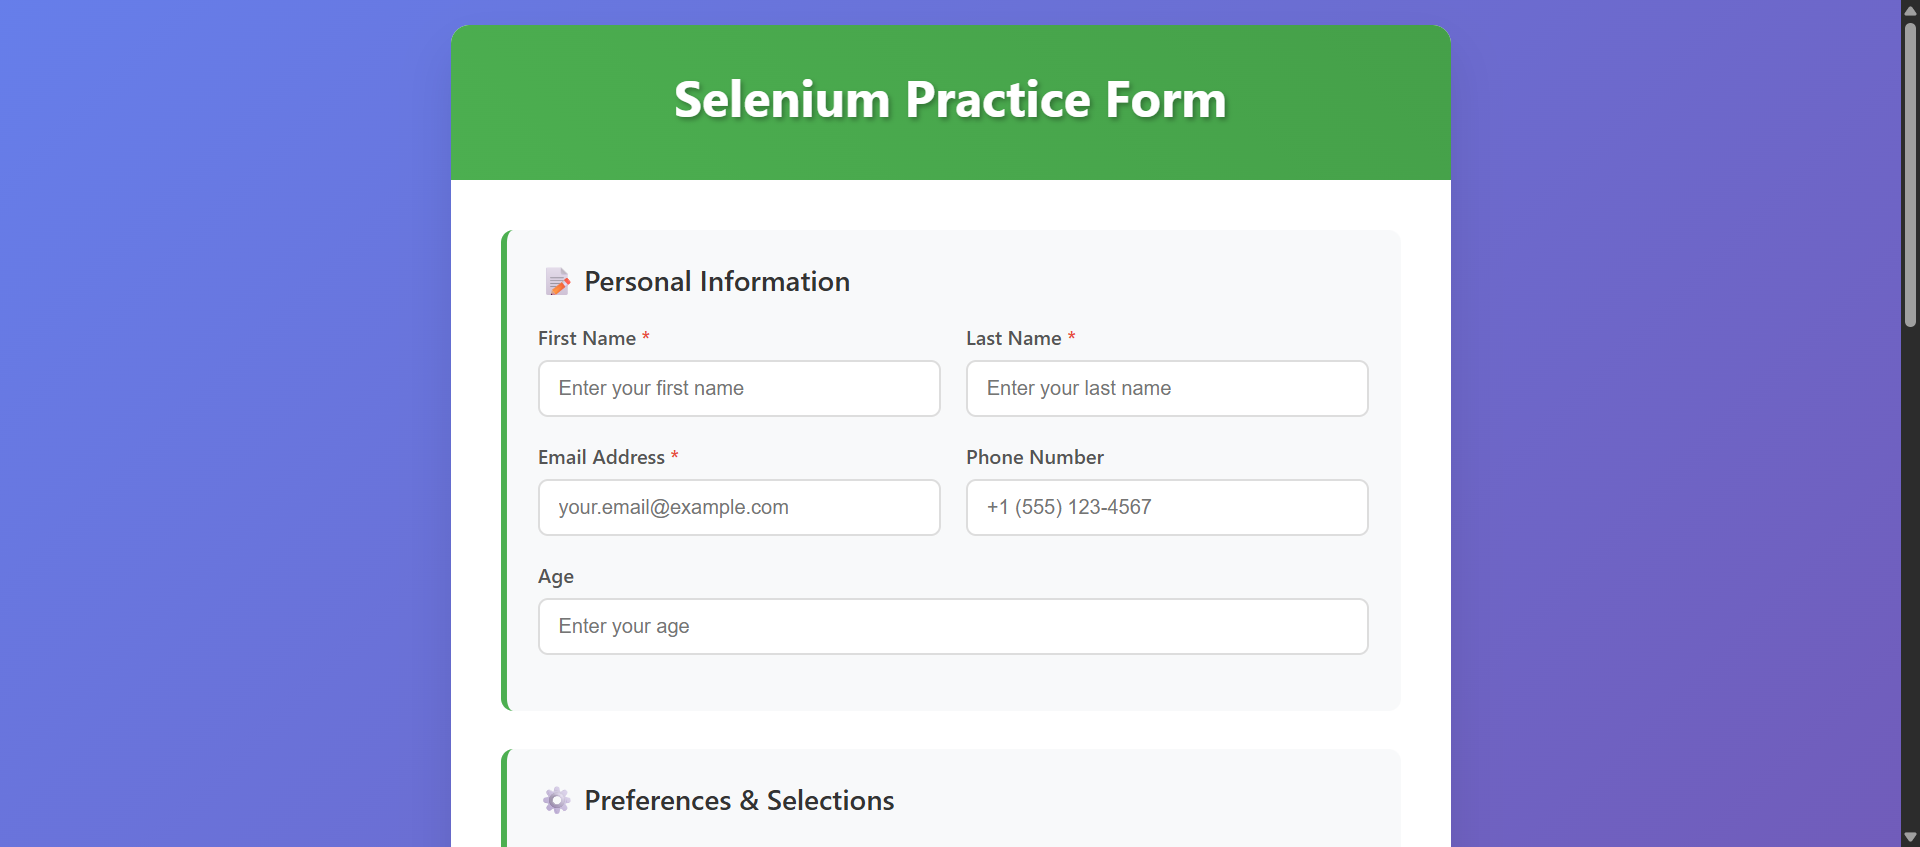 Selenium Practice Form
Personal Information
First Name *
Last Name *
Enter your first name
Enter your last name
Email Address *
Phone Number
your.email@example.com
+1 (555) 123-4567
Age
Enter your age
Preferences & Selections